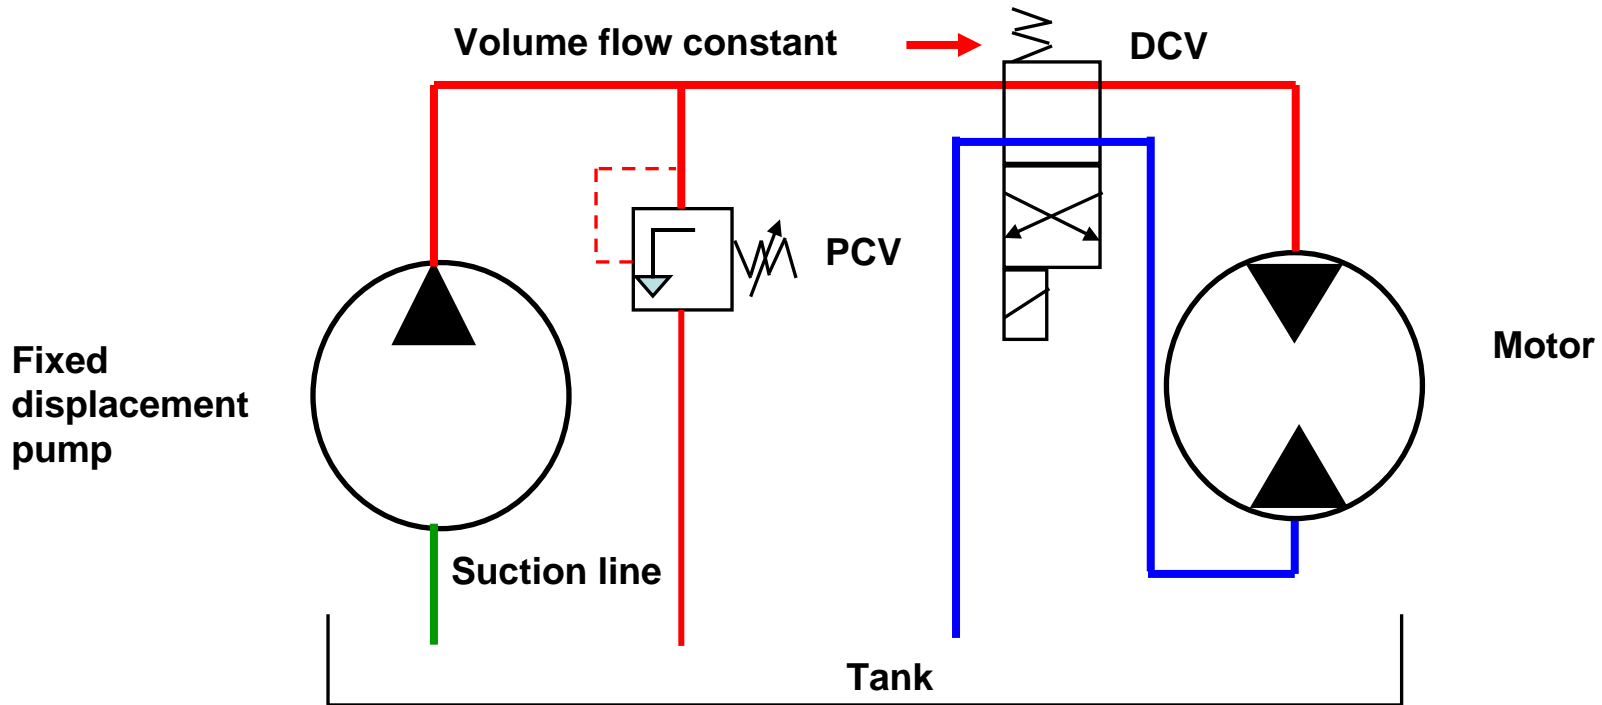 Volume flow constant
DCV
PCV
Fixed
displacement
pump
Motor
Suction line
Tank